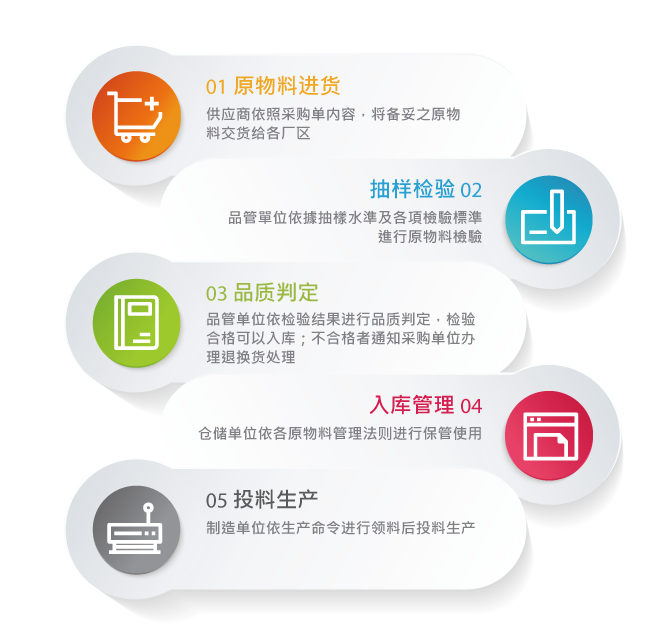 01 原物料进货
供应商依照采购单内容，将备妥之原物
料交货给各厂区
抽样检验 02
品管單位依據抽樣水準及各項檢驗標準
進行原物料檢驗
03 品质判定
品管单位依检验结果进行品质判定，检验
合格可以入库；不合格者通知采购单位办
理退换货处理
入库管理 04
仓储单位依各原物料管理法则进行保管使用
05 投料生产
制造单位依生产命令进行领料后投料生产